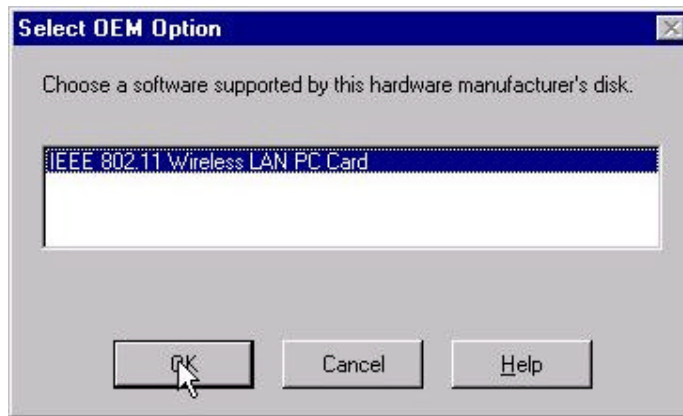 Select OEM Option
Choose a software supported by this hardware manufacturer's disk.
IEEE 802.11 Wireless LAN PC Card
OK
Cancel
Help